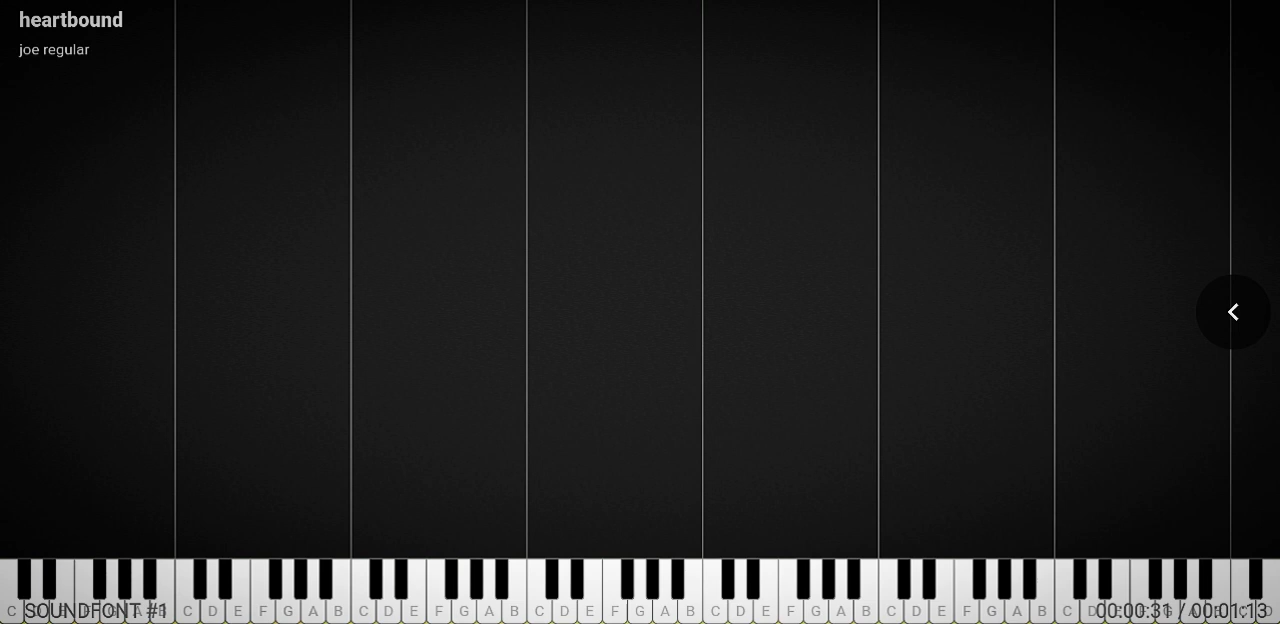 heartbound
joe regular
C D E F G A B C D E F G A B C D E F G A B C D E F G A B C D E F G A B C D E F G A B C D E F G A B C D
SOUNDFONT #1
00:00:31 / 00:01:13